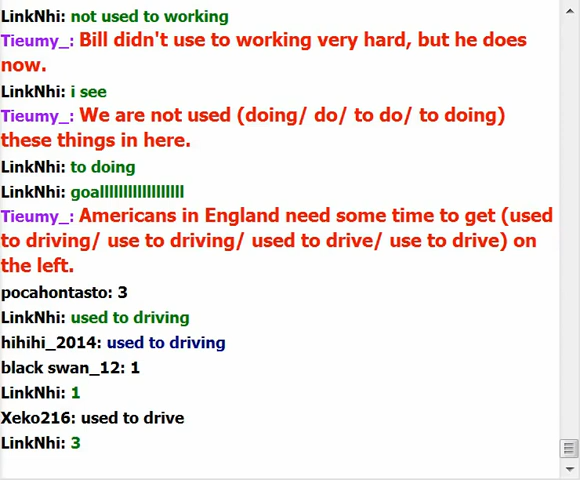 LinkNhi: not used to working
Tieumy_: Bill didn't use to working very hard, but he does
now.
LinkNhi: i see
Tieumy_: We are not used (doing/ do/ to do/ to doing)
these things in here.
LinkNhi: to doing
LinkNhi: goallllllllllllllllll
Tieumy_: Americans in England need some time to get (used
to driving/ use to driving/ used to drive/ use to drive) on
the left.
pocahontasto: 3
LinkNhi: used to driving
hihihi_2014: used to driving
black swan_12: 1
LinkNhi: 1
Xeko216: used to drive
LinkNhi: 3